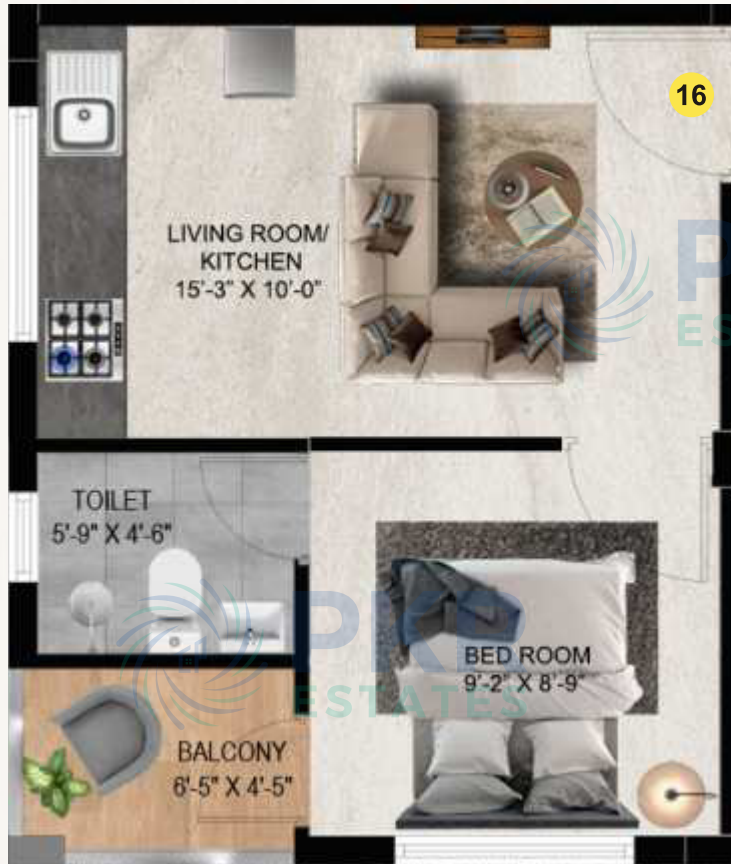 16
LIVING ROOM/
KITCHEN
15'-3" X 10'-0"
TOILET
5'-9" X 4'-6"
BED ROOM
9'-2" X 8'-9"
BALCONY
6'-5" X 4'-5"
ESTATES